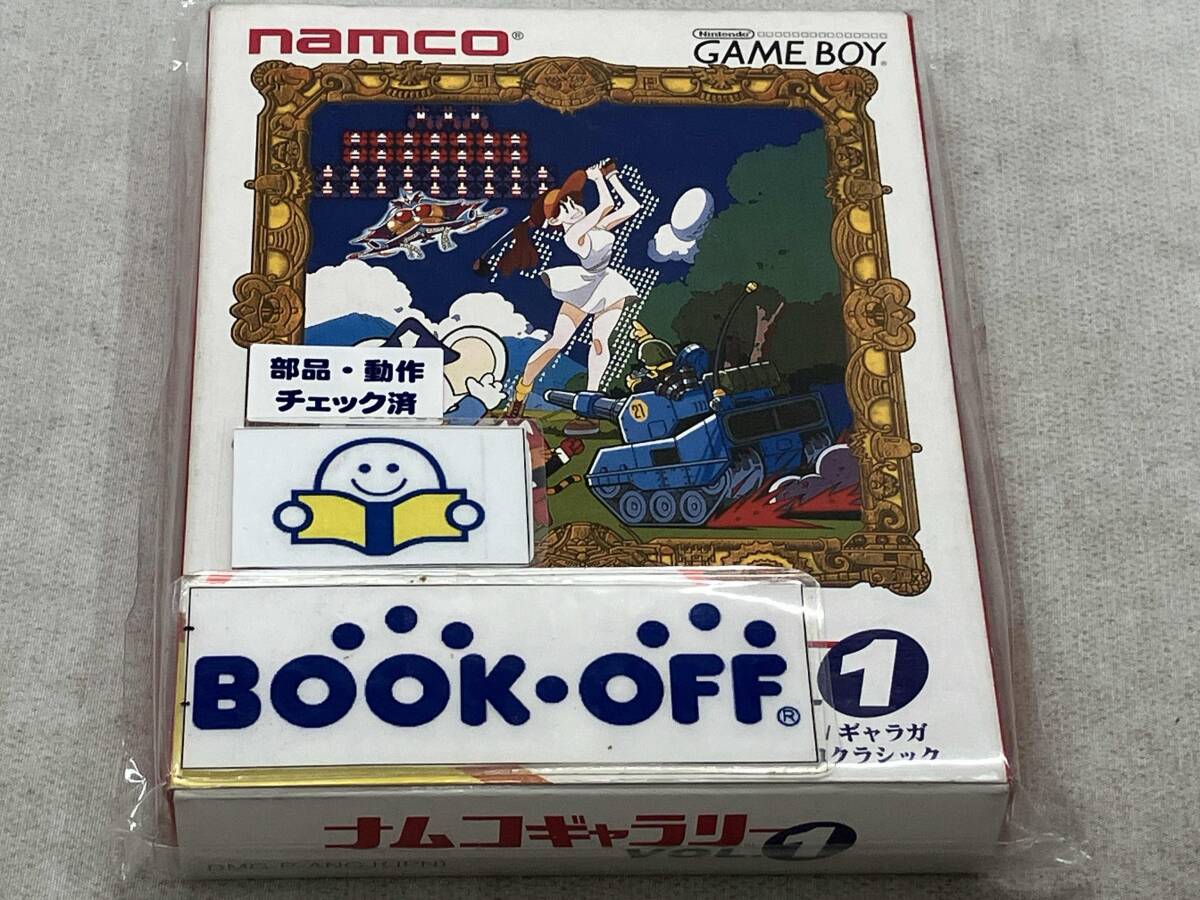 namco®
Nintendo
GAME BOY®
21
部品・動作
チェック済
BOOK・OFF®
1
/ ギャラガ
クラシック
ナムコギャラリー
VOL.1